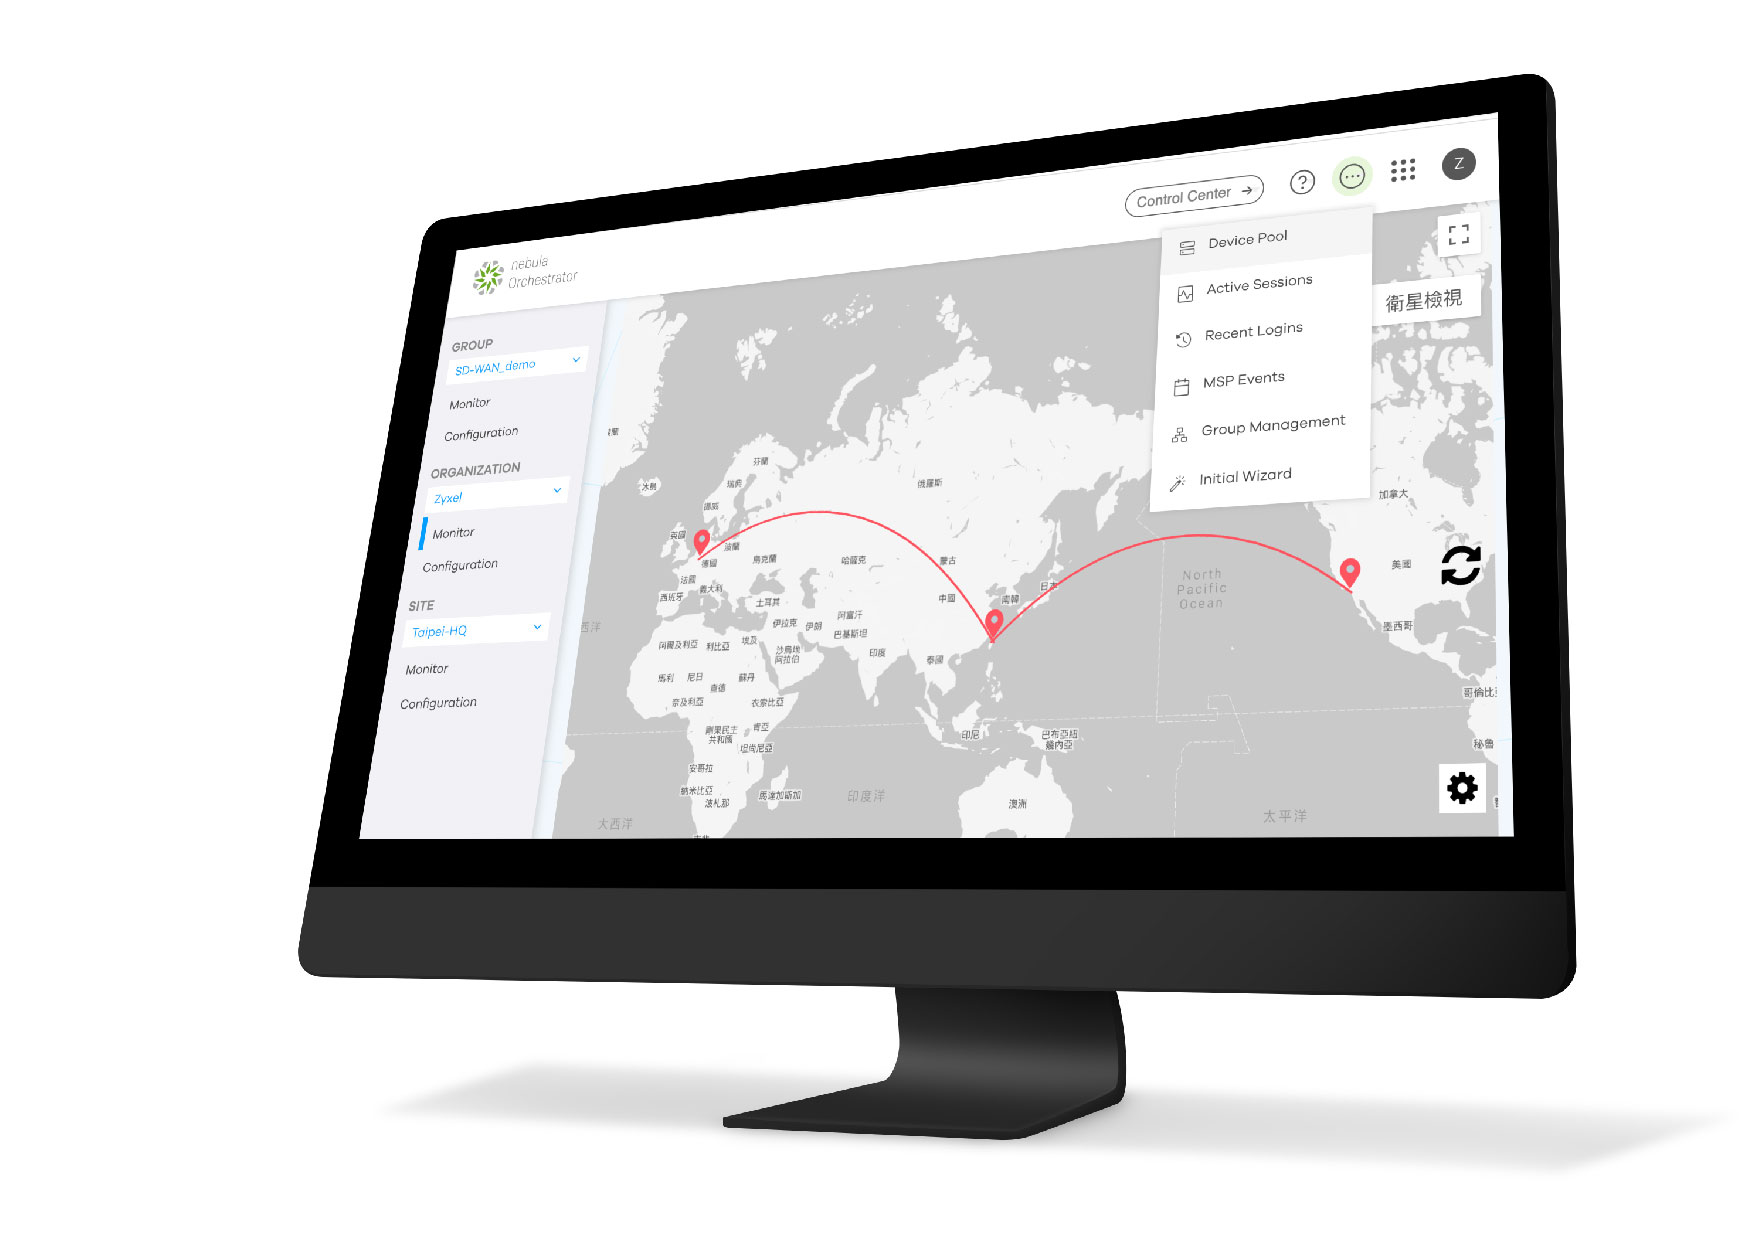 nebula
Orchestrator
Control Center
Z
Device Pool
Active Sessions
Recent Logins
MSP Events
Group Management
Initial Wizard
衛星檢視
GROUP
SD-WAN_demo
Monitor
Configuration
ORGANIZATION
Zyxel
Monitor
Configuration
SITE
Taipei-HQ
Monitor
Configuration
冰島
芬蘭
瑞典
挪威
英國
波蘭
德國
法國
烏克蘭
義大利
西班牙
土耳其
俄羅斯
哈薩克
蒙古
中國
南韓
日本
伊拉克
伊朗
阿富汗
巴基斯坦
印度
泰國
阿爾及利亞
利比亞
埃及
沙烏地
阿拉伯
馬利
尼日
查德
蘇丹
奈及利亞
衣索比亞
剛果民主
共和國
肯亞
坦尚尼亞
安哥拉
納米比亞
波札那
馬達加斯加
印尼
巴布亞紐
幾內亞
澳洲
大西洋
印度洋
太平洋
North
Pacific
Ocean
加拿大
美國
墨西哥
哥倫比
秘魯
西洋